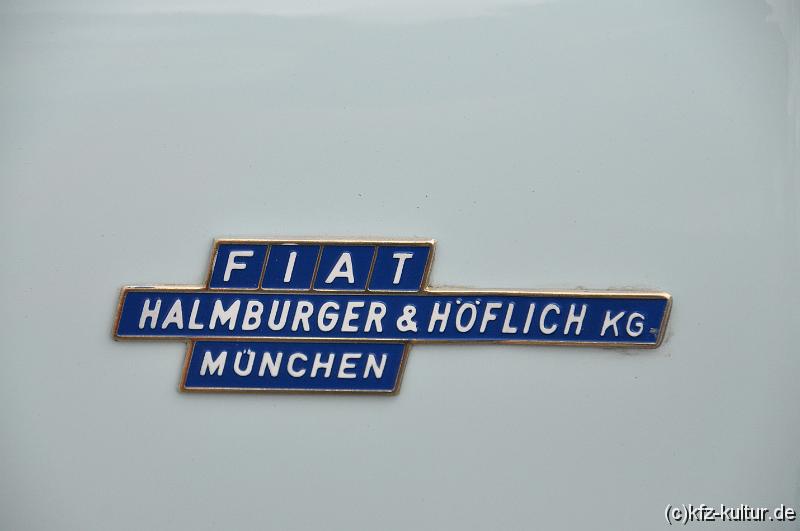 FIAT
HALMBURGER & HÖFLICH KG
MÜNCHEN
(c)kfz-kultur.de